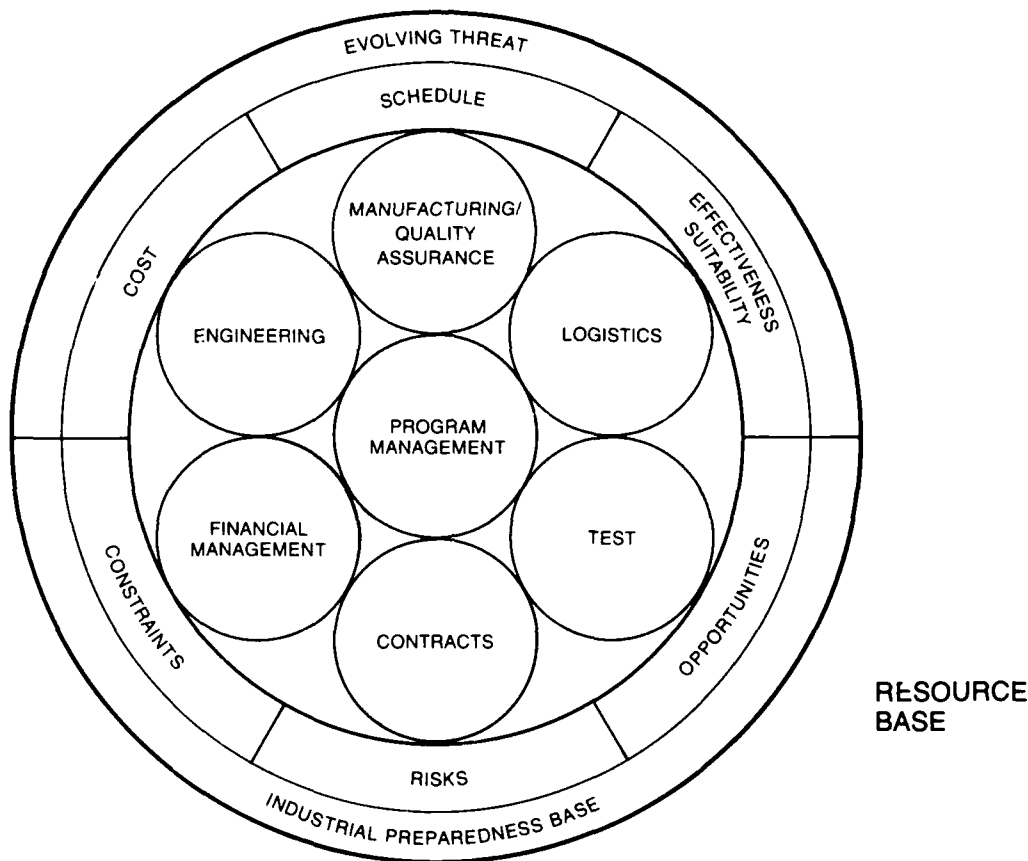 EVOLVING THREAT
SCHEDULE
COST
EFFECTIVENESS
SUITABILITY
MANUFACTURING/
QUALITY
ASSURANCE
ENGINEERING
LOGISTICS
PROGRAM
MANAGEMENT
FINANCIAL
MANAGEMENT
TEST
CONTRACTS
CONSTRAINTS
OPPORTUNITIES
RISKS
INDUSTRIAL PREPAREDNESS BASE
RESOURCE
BASE